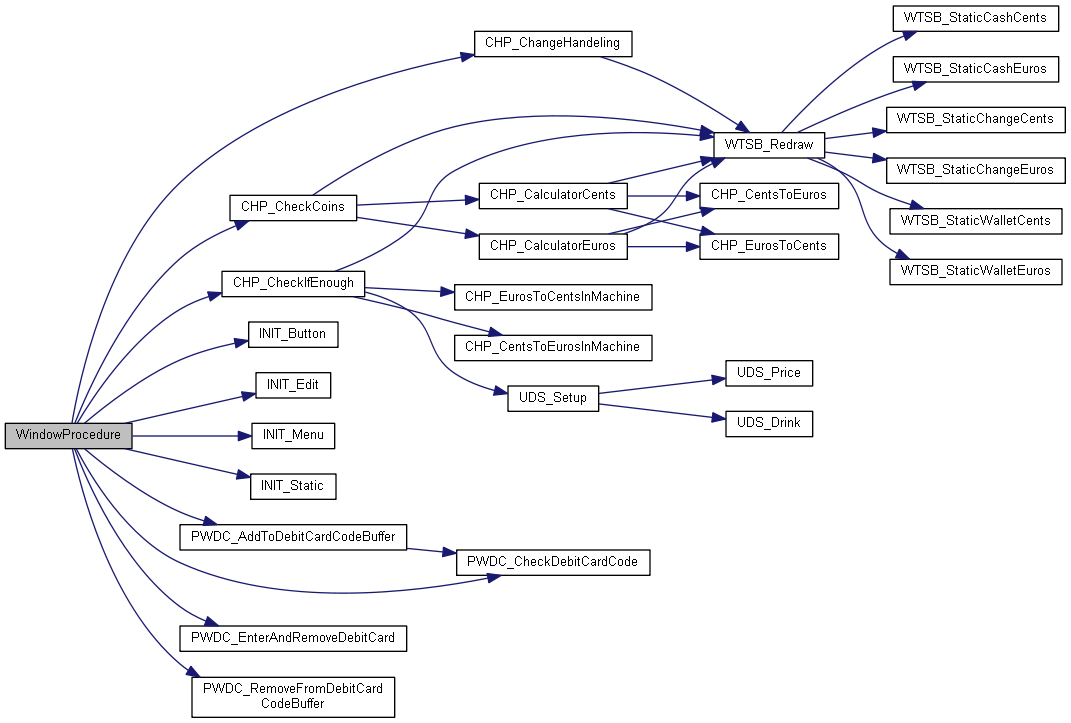 WTSB_StaticCashCents
CHP_ChangeHandeling
WTSB_StaticCashEuros
WTSB_StaticChangeCents
WTSB_Redraw
WTSB_StaticChangeEuros
CHP_CalculatorCents
CHP_CentsToEuros
CHP_CheckCoins
WTSB_StaticWalletCents
CHP_CalculatorEuros
CHP_EurosToCents
WTSB_StaticWalletEuros
CHP_CheckIfEnough
CHP_EurosToCentsInMachine
INIT_Button
CHP_CentsToEurosInMachine
UDS_Price
INIT_Edit
UDS_Setup
UDS_Drink
WindowProcedure
INIT_Menu
INIT_Static
PWDC_AddToDebitCardCodeBuffer
PWDC_CheckDebitCardCode
PWDC_EnterAndRemoveDebitCard
PWDC_RemoveFromDebitCard
CodeBuffer